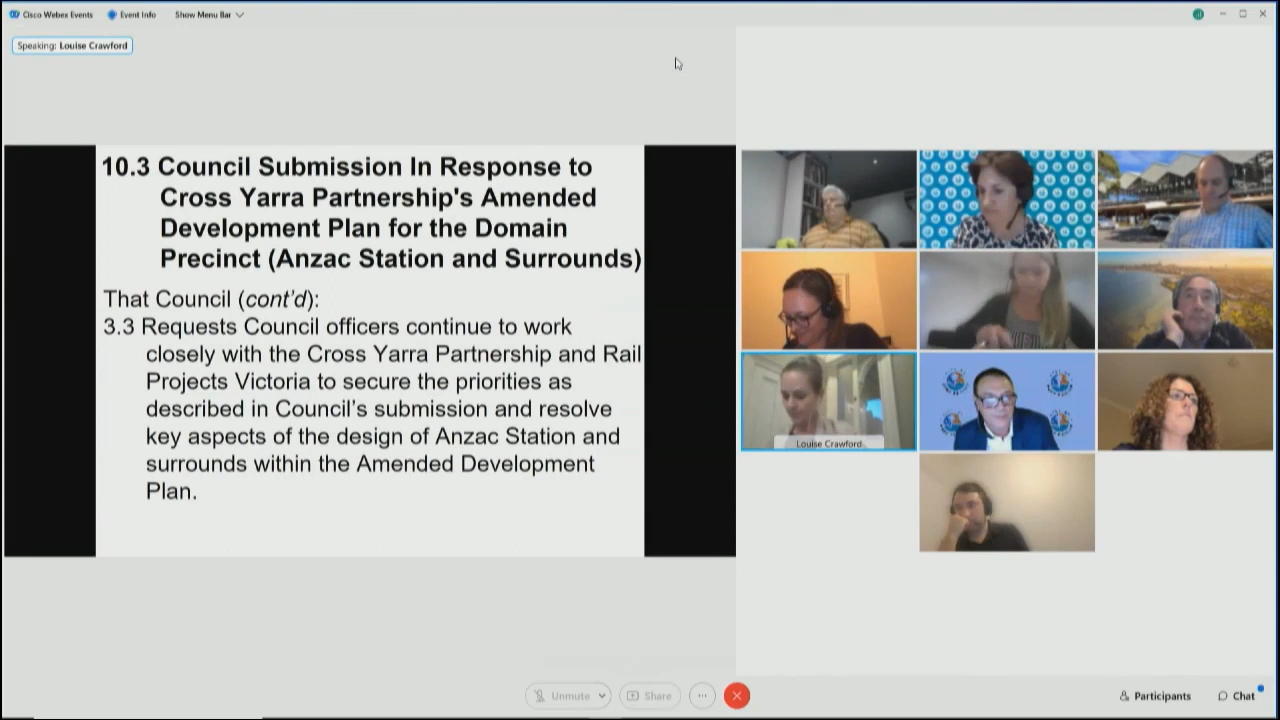 Cisco Webex Events
Event Info
Show Menu Bar
Speaking: Louise Crawford
10.3 Council Submission In Response to
Cross Yarra Partnership's Amended
Development Plan for the Domain
Precinct (Anzac Station and Surrounds)
That Council (cont'd):
3.3 Requests Council officers continue to work
closely with the Cross Yarra Partnership and Rail
Projects Victoria to secure the priorities as
described in Council's submission and resolve
key aspects of the design of Anzac Station and
surrounds within the Amended Development
Plan.
Louise Crawford
Unmute
Share
Participants
Chat